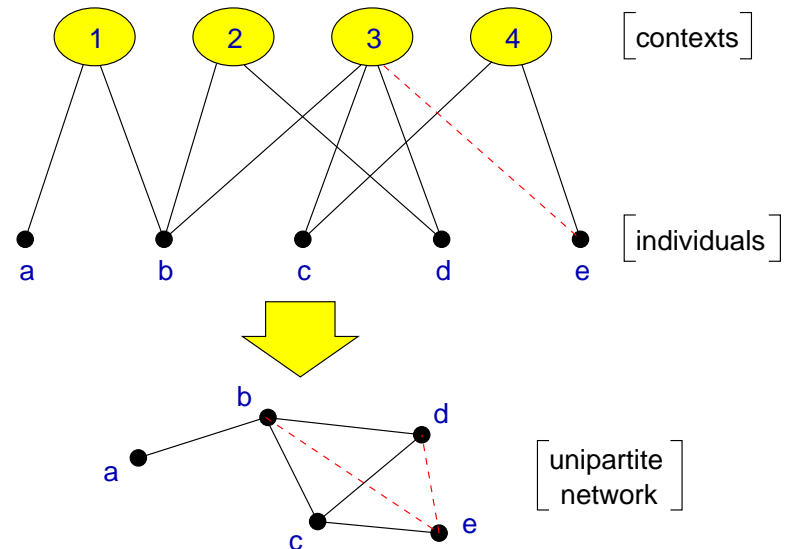 1 2 3 4 [contexts]
a b c d e [individuals]
b
d
a
[unipartite
network]
c
e